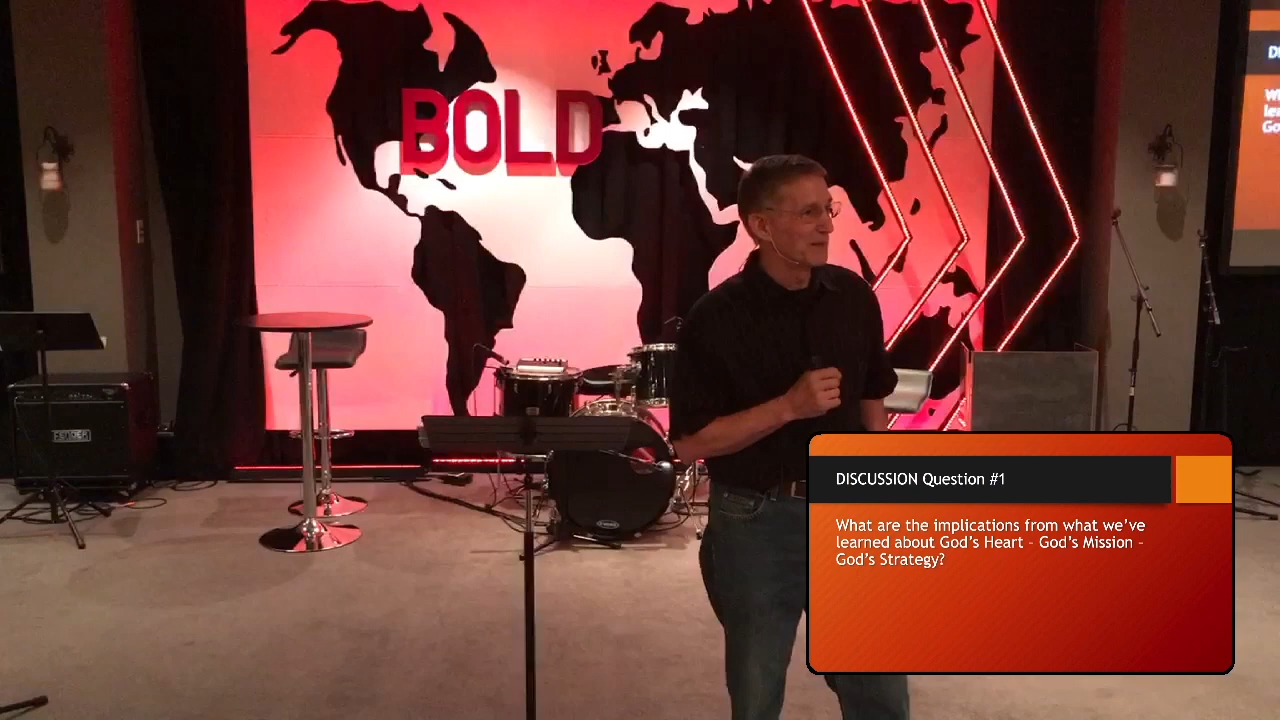 BOLD
FENDER
DISCUSSION Question #1
What are the implications from what we've
learned about God's Heart - God's Mission -
God's Strategy?